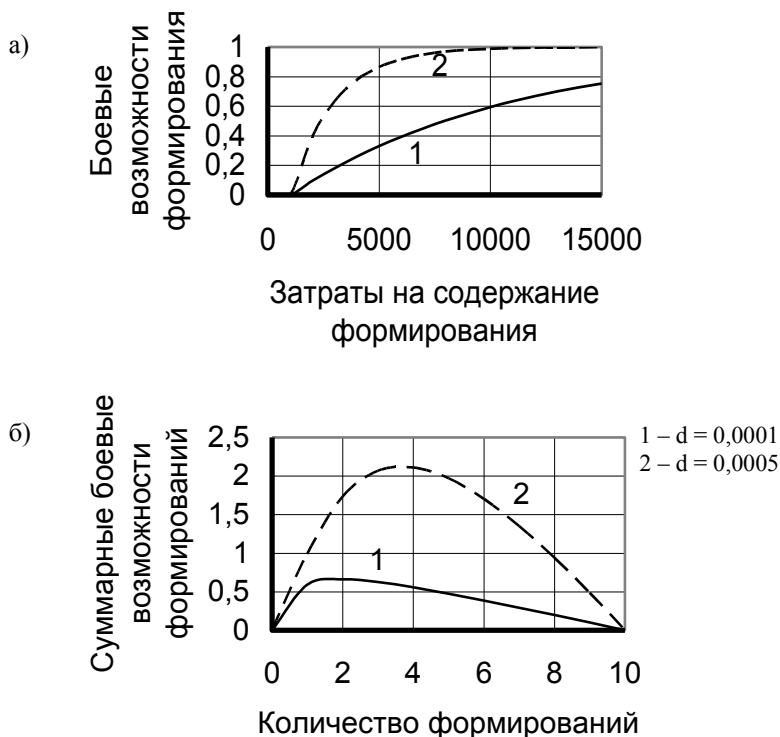 а)
Боевые
возможности
формирования
1
0,8
0,6
0,4
0,2
0
2
1
0 5000 10000 15000
Затраты на содержание
формирования
б)
Суммарные боевые
возможности
формирований
2,5
2
1,5
1
0,5
0
1
2
1 – d = 0,0001
2 – d = 0,0005
0 2 4 6 8 10
Количество формирований